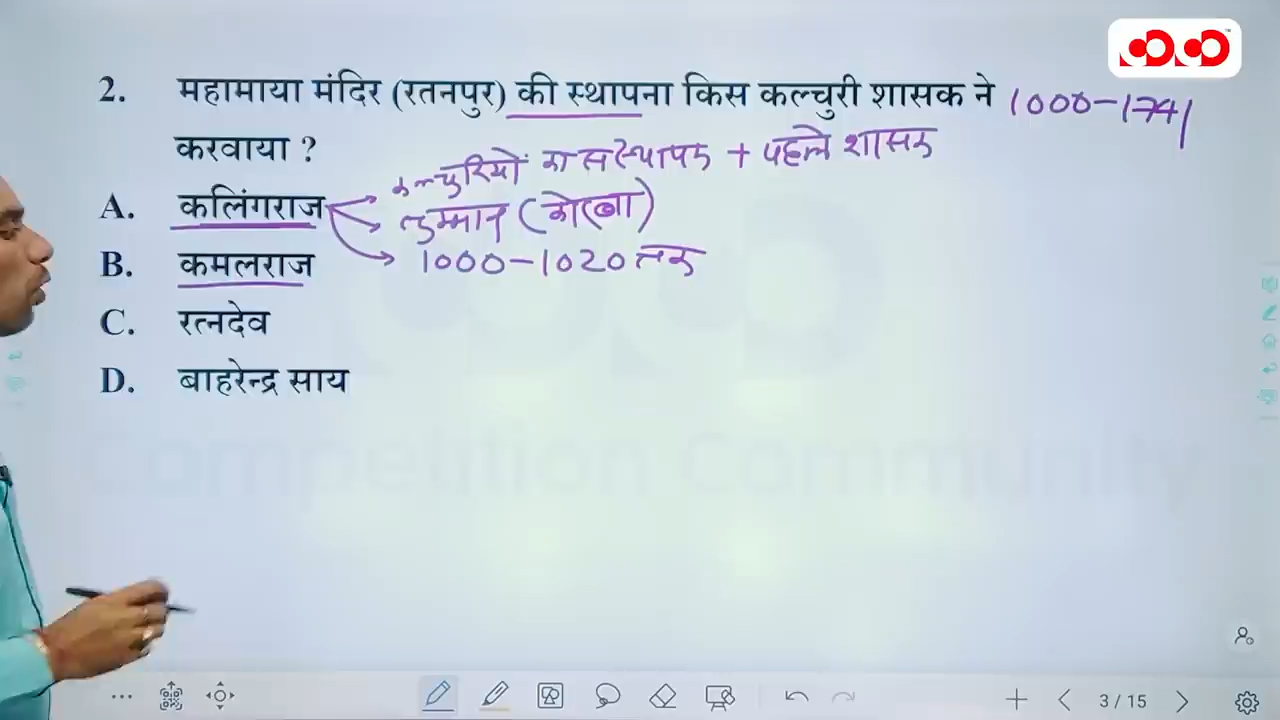 2. महामाया मंदिर (रतनपुर) की स्थापना किस कल्चुरी शासक ने 1000-1741
करवाया ?
कल्चुरियों का संस्थापक + पहले शासक
A. कलिंगराज
तुम्मान (कोरबा)
B. कमलराज
1000-1020 तक
C. रत्नदेव
D. बाहरेन्द्र साय
Competition Community
3 / 15